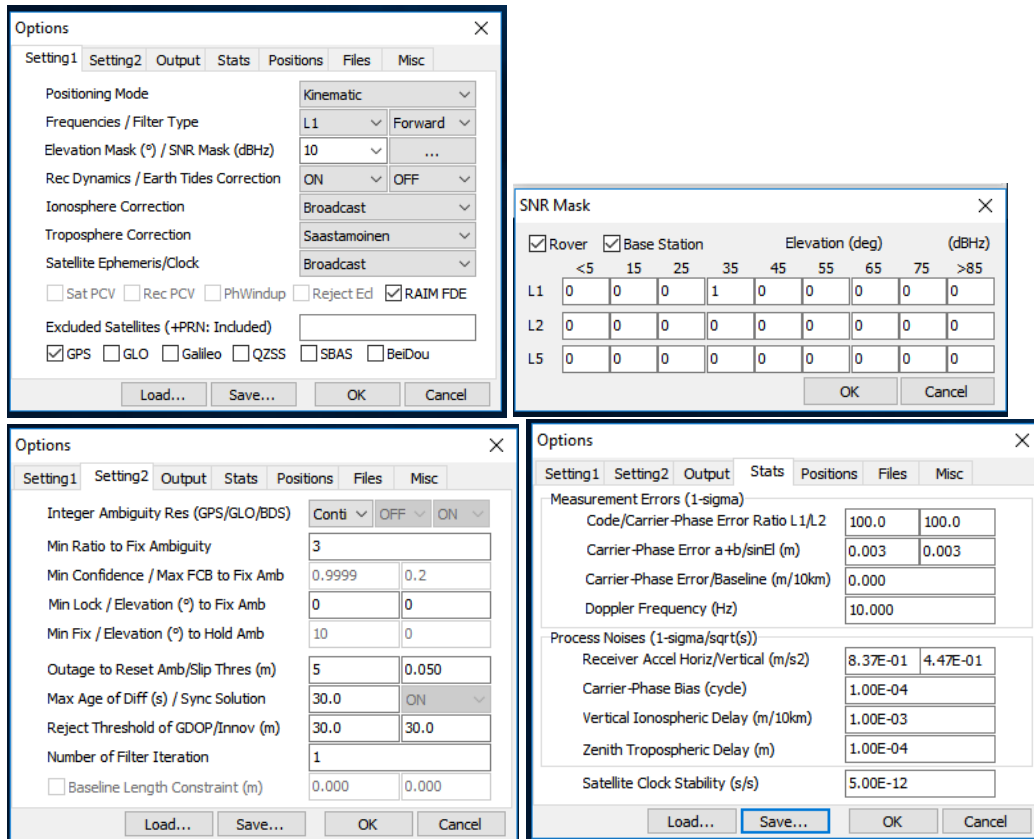 Options
Setting1 Setting2 Output Stats Positions Files Misc
Positioning Mode Kinematic
Frequencies / Filter Type L1 Forward
Elevation Mask (°) / SNR Mask (dBHz) 10 ...
Rec Dynamics / Earth Tides Correction ON OFF
Ionosphere Correction Broadcast
Troposphere Correction Saastamoinen
Satellite Ephemeris/Clock Broadcast
Sat PCV Rec PCV PhWindup Reject Ecl RAIM FDE
Excluded Satellites (+PRN: Included)
GPS GLO Galileo QZSS SBAS BeiDou
Load... Save... OK Cancel
SNR Mask
Rover Base Station Elevation (deg) (dBHz)
<5 15 25 35 45 55 65 75 >85
L1 0 0 0 1 0 0 0 0 0
L2 0 0 0 0 0 0 0 0 0
L5 0 0 0 0 0 0 0 0 0
OK Cancel
Options
Setting1 Setting2 Output Stats Positions Files Misc
Integer Ambiguity Res (GPS/GLO/BDS) Conti OFF ON
Min Ratio to Fix Ambiguity 3
Min Confidence / Max FCB to Fix Amb 0.9999 0.2
Min Lock / Elevation (°) to Fix Amb 0 0
Min Fix / Elevation (°) to Hold Amb 10 0
Outage to Reset Amb/Slip Thres (m) 5 0.050
Max Age of Diff (s) / Sync Solution 30.0 ON
Reject Threshold of GDOP/Innov (m) 30.0 30.0
Number of Filter Iteration 1
Baseline Length Constraint (m) 0.000 0.000
Load... Save... OK Cancel
Options
Setting1 Setting2 Output Stats Positions Files Misc
Measurement Errors (1-sigma)
Code/Carrier-Phase Error Ratio L1/L2 100.0 100.0
Carrier-Phase Error a+b/sinEl (m) 0.003 0.003
Carrier-Phase Error/Baseline (m/10km) 0.000
Doppler Frequency (Hz) 10.000
Process Noises (1-sigma/sqrt(s))
Receiver Accel Horiz/Vertical (m/s2) 8.37E-01 4.47E-01
Carrier-Phase Bias (cycle) 1.00E-04
Vertical Ionospheric Delay (m/10km) 1.00E-03
Zenith Tropospheric Delay (m) 1.00E-04
Satellite Clock Stability (s/s) 5.00E-12
Load... Save... OK Cancel